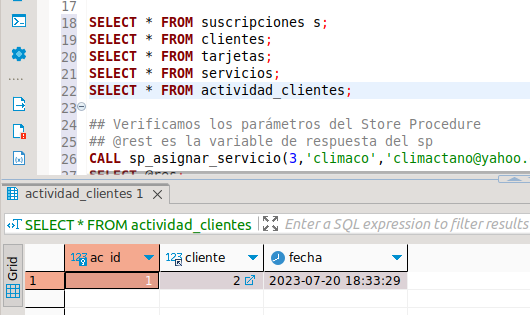 17
18 SELECT * FROM suscripciones s;
19 SELECT * FROM clientes;
20 SELECT * FROM tarjetas;
21 SELECT * FROM servicios;
22 SELECT * FROM actividad_clientes;
23
24 ## Verificamos los parámetros del Store Procedure
25 ## @rest es la variable de respuesta del sp
26 CALL sp_asignar_servicio(3,'climaco','climactano@yahoo.
27 SELECT @res;
actividad_clientes 1
SELECT * FROM actividad_clientes Enter a SQL expression to filter results
Grid
123 ac_id 123 cliente fecha
1 1 2 2023-07-20 18:33:29